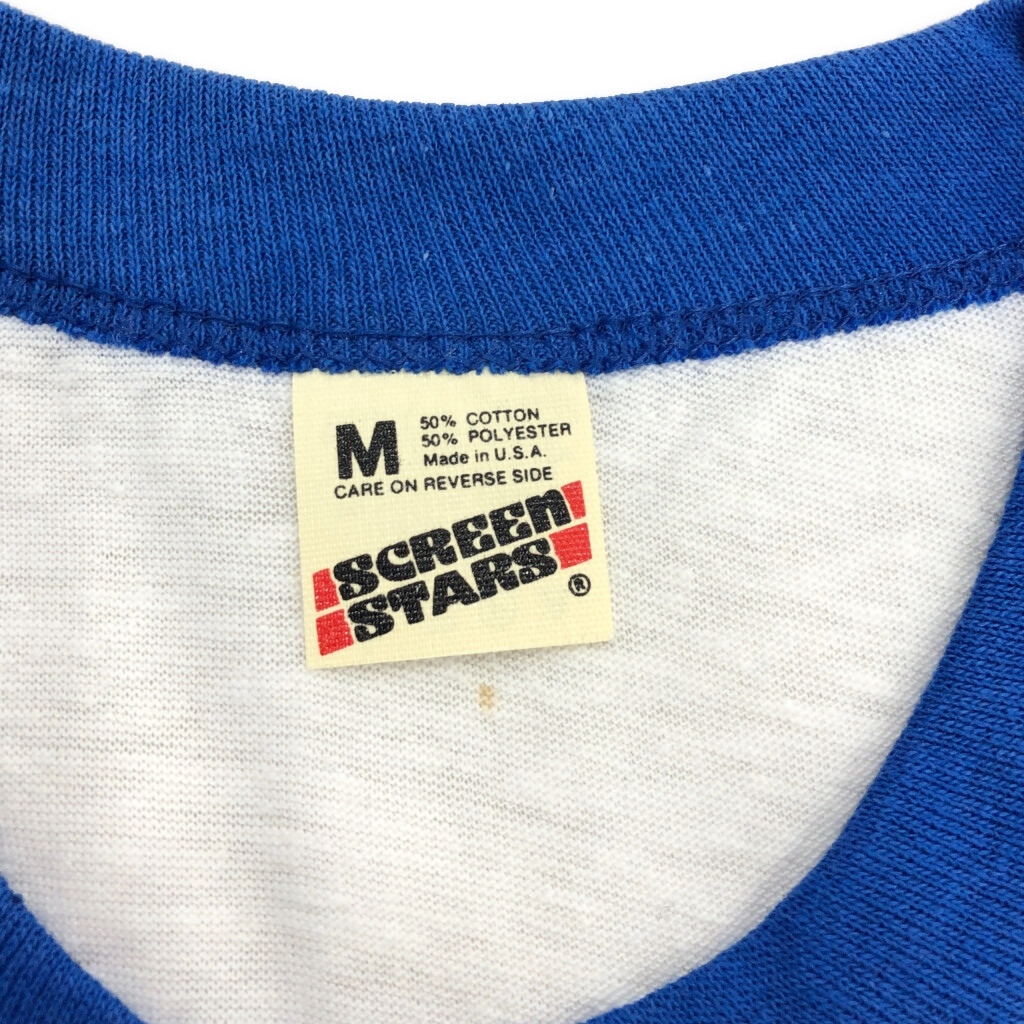 M
50% COTTON
50% POLYESTER
Made in U.S.A.
CARE ON REVERSE SIDE
SCREEN
STARS
®